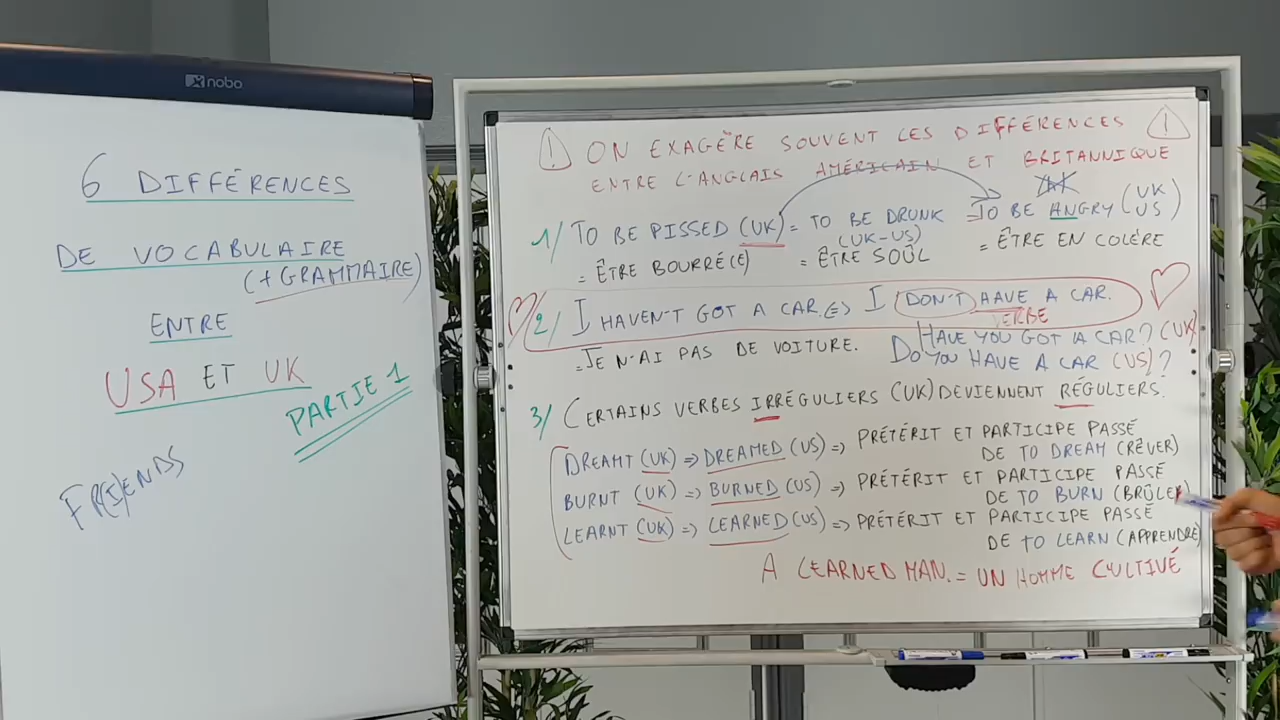 nobo
6 DIFFÉRENCES
DE VOCABULAIRE
(+GRAMMAIRE)
ENTRE
USA ET UK
PARTIE 1
FRIENDS
ON EXAGÈRE SOUVENT LES DIFFÉRENCES
ENTRE L'ANGLAIS AMÉRICAIN ET BRITANNIQUE
1/ TO BE PISSED (UK) = TO BE DRUNK = TO BE ANGRY (UK US)
(UK-US)
= ÊTRE BOURRÉ(E) = ÊTRE SOÛL = ÊTRE EN COLÈRE
2/ I HAVEN'T GOT A CAR. <=> I DON'T HAVE A CAR.
VERBE
= JE N'AI PAS DE VOITURE.
HAVE YOU GOT A CAR? (UK)
DO YOU HAVE A CAR (US)?
3/ CERTAINS VERBES IRRÉGULIERS (UK) DEVIENNENT RÉGULIERS.
DREAMT (UK) => DREAMED (US) => PRÉTÉRIT ET PARTICIPE PASSÉ
DE TO DREAM (RÊVER)
BURNT (UK) => BURNED (US) => PRÉTÉRIT ET PARTICIPE PASSÉ
DE TO BURN (BRÛLER)
LEARNT (UK) => LEARNED (US) => PRÉTÉRIT ET PARTICIPE PASSÉ
DE TO LEARN (APPRENDRE)
A LEARNED MAN. = UN HOMME CULTIVÉ